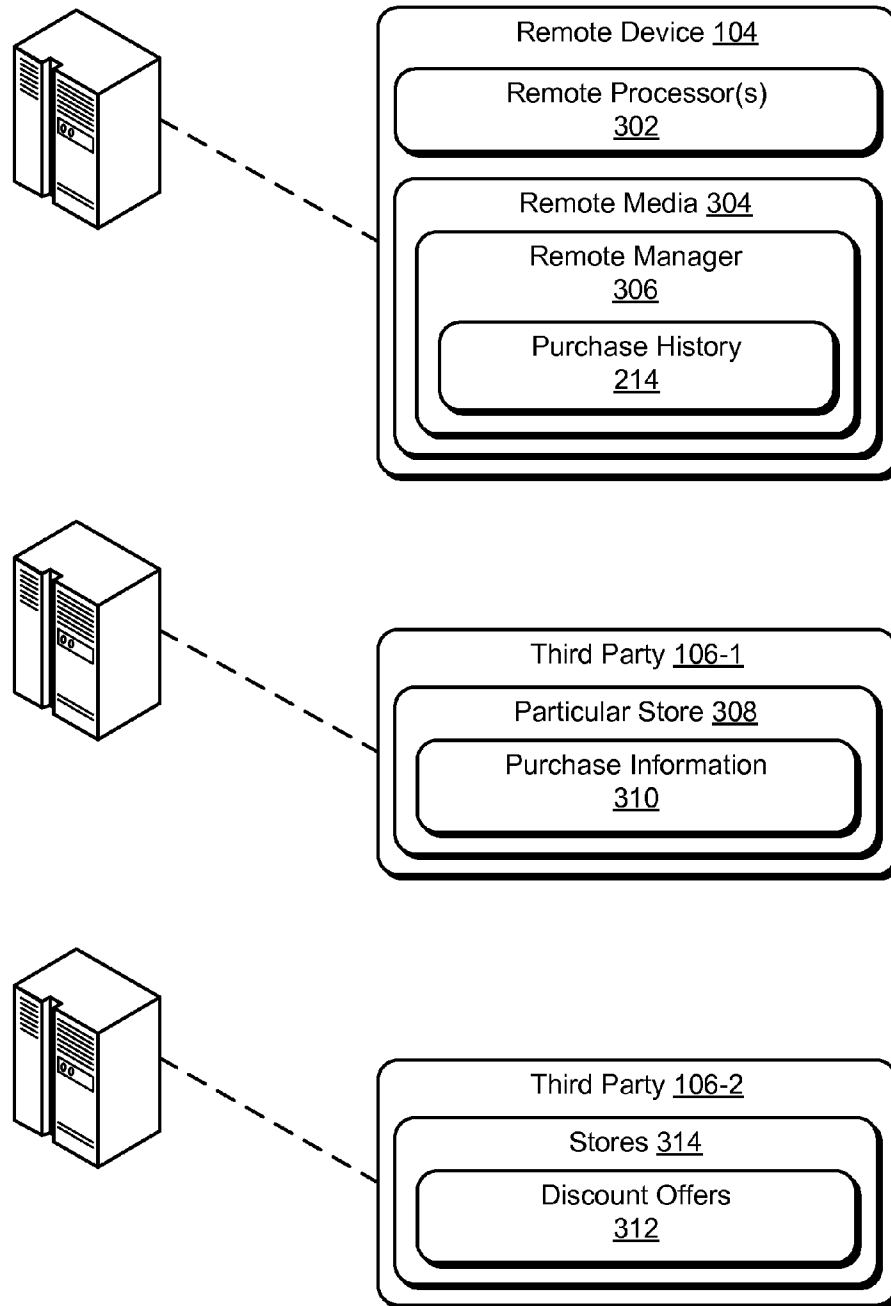 Remote Device 104
Remote Processor(s)
302
Remote Media 304
Remote Manager
306
Purchase History
214
Third Party 106-1
Particular Store 308
Purchase Information
310
Third Party 106-2
Stores 314
Discount Offers
312